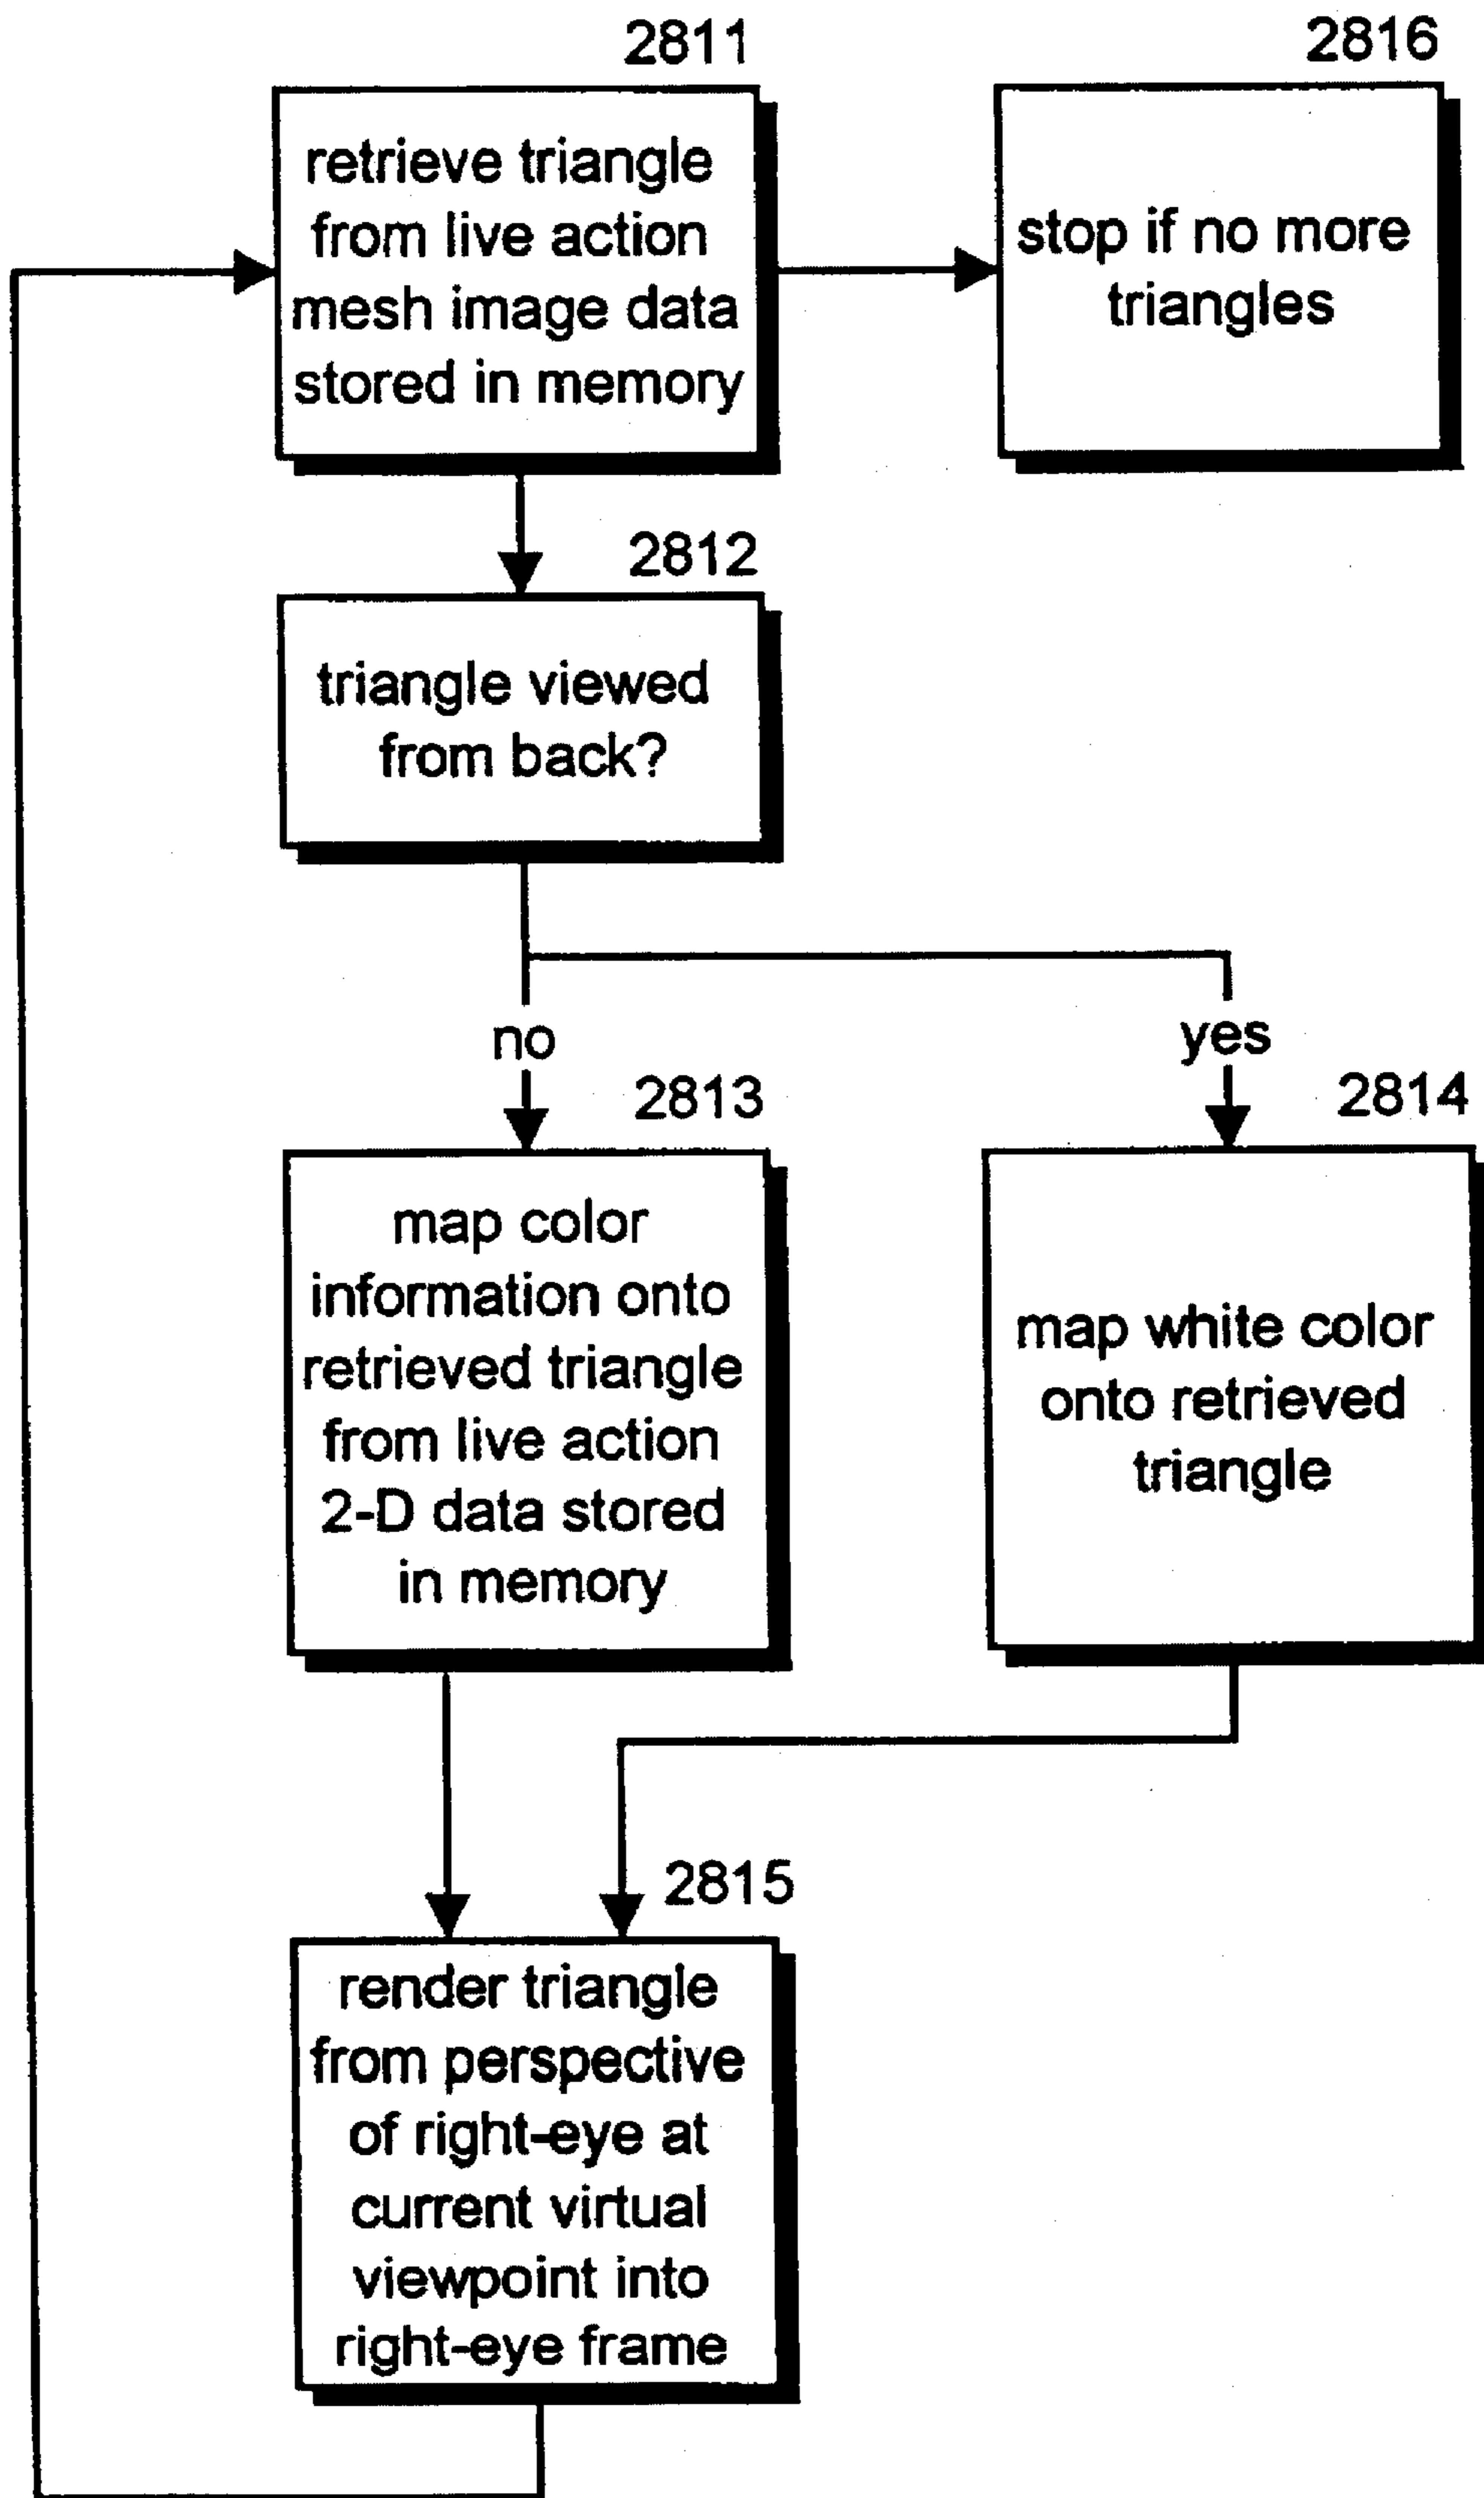 2811
retrieve triangle
from live action
mesh image data
stored in memory
2816
stop if no more
triangles
2812
triangle viewed
from back?
no
yes
2813
map color
information onto
retrieved triangle
from live action
2-D data stored
in memory
2814
map white color
onto retrieved
triangle
2815
render triangle
from perspective
of right-eye at
current virtual
viewpoint into
right-eye frame